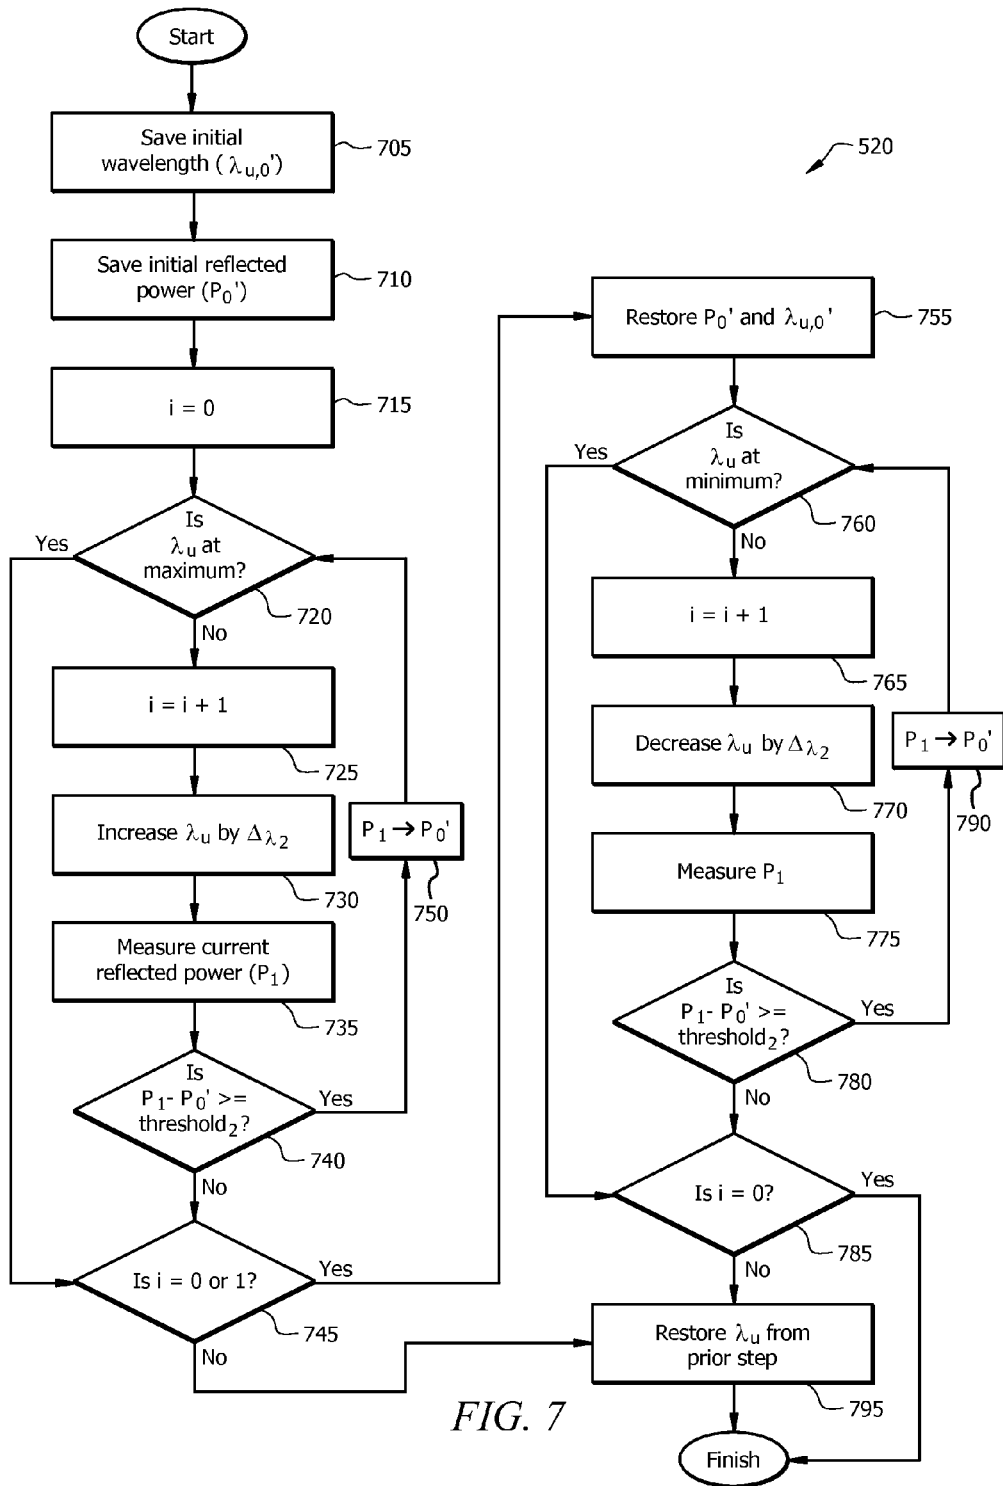 Start
Save initial
wavelength ( λu,0')
705
Save initial reflected
power (P0')
710
i = 0
715
Is
λu at
maximum?
Yes
720
No
i = i + 1
725
Increase λu by Δλ2
730
P1 → P0'
750
Measure current
reflected power (P1)
735
Is
P1- P0' >=
threshold2?
Yes
740
No
Is i = 0 or 1?
Yes
745
No
520
Restore P0' and λu,0'
755
Is
λu at
minimum?
Yes
760
No
i = i + 1
765
Decrease λu by Δλ2
770
P1 → P0'
790
Measure P1
775
Is
P1- P0' >=
threshold2?
Yes
780
No
Is i = 0?
Yes
785
No
Restore λu from
prior step
795
Finish
FIG. 7